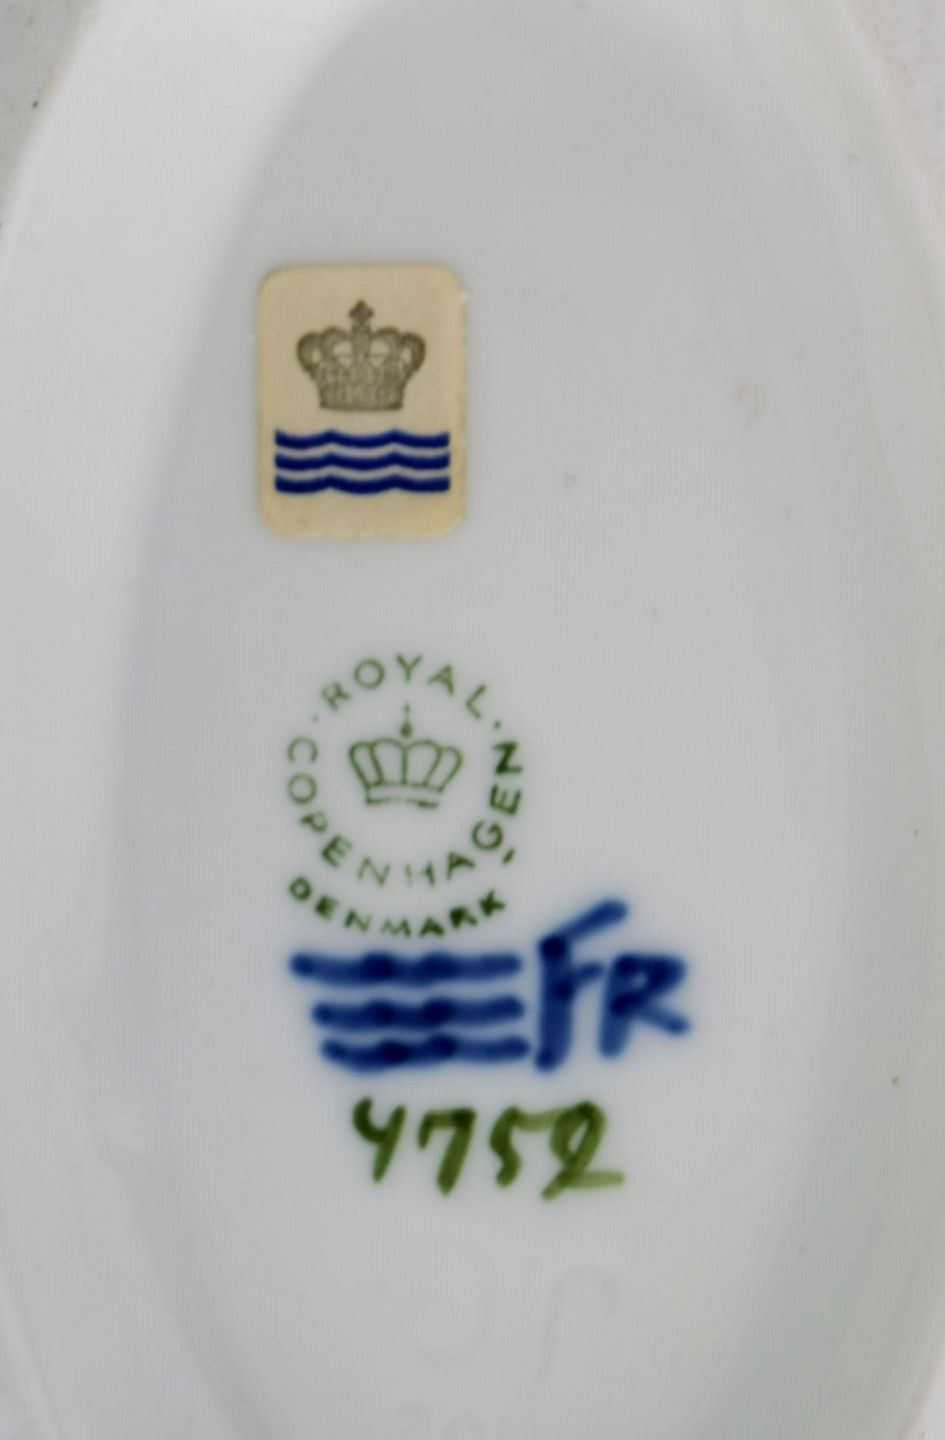 ROYAL
COPENHAGEN
DENMARK
FR
4752